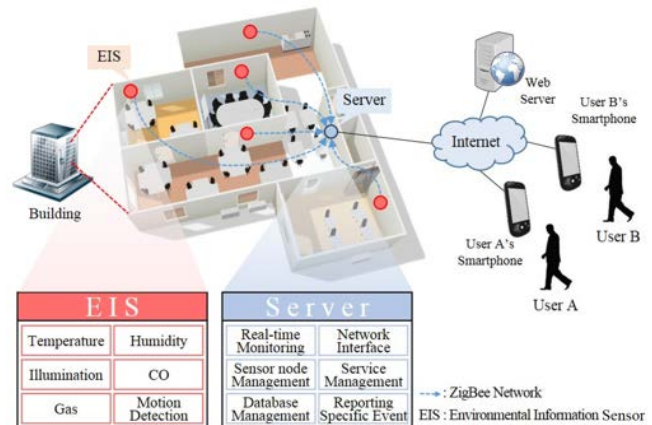 EIS
Server
Building
Web
Server
Internet
User B's
Smartphone
User A's
Smartphone
User B
User A
EIS
Temperature
Humidity
Illumination
CO
Gas
Motion
Detection
Server
Real-time
Monitoring
Network
Interface
Sensor node
Management
Service
Management
Database
Management
Reporting
Specific Event
: ZigBee Network
EIS : Environmental Information Sensor